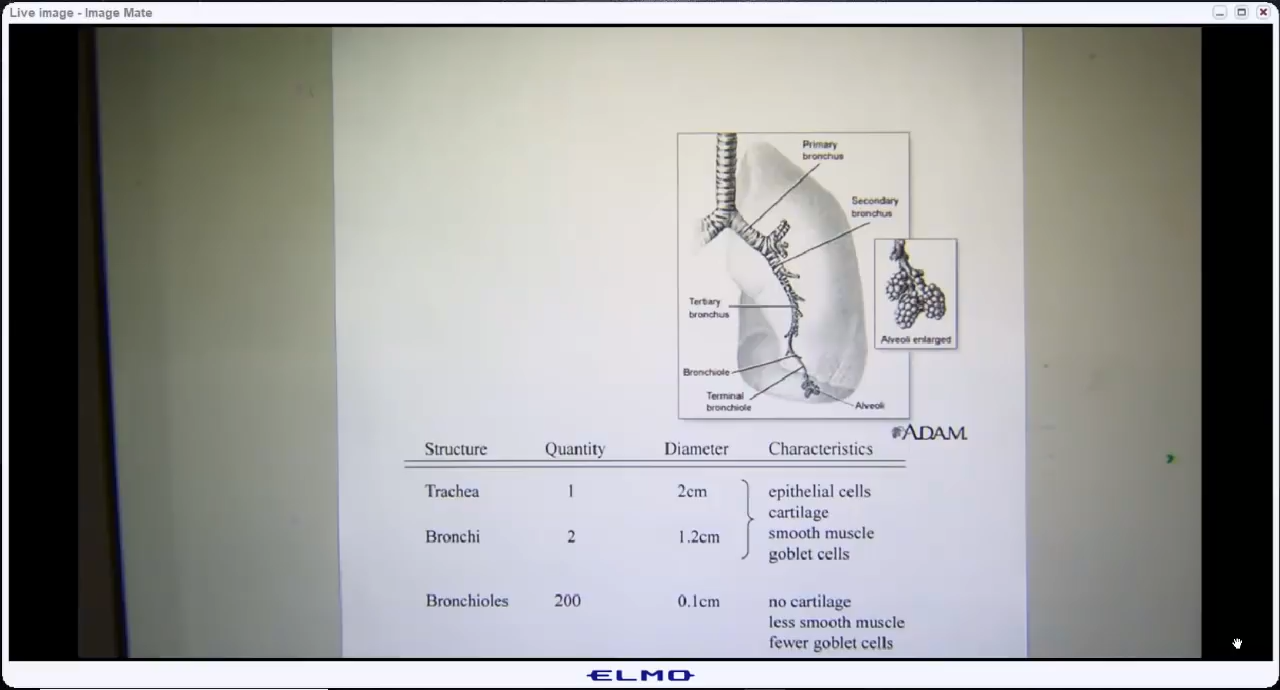 Live image - Image Mate
Primary
bronchus
Secondary
bronchus
Tertiary
bronchus
Alveoli enlarged
Bronchiole
Terminal
bronchiole
Alveoli
ADAM.
Structure Quantity Diameter Characteristics
Trachea 1 2cm epithelial cells
cartilage
Bronchi 2 1.2cm smooth muscle
goblet cells
Bronchioles 200 0.1cm no cartilage
less smooth muscle
fewer goblet cells
ELMO